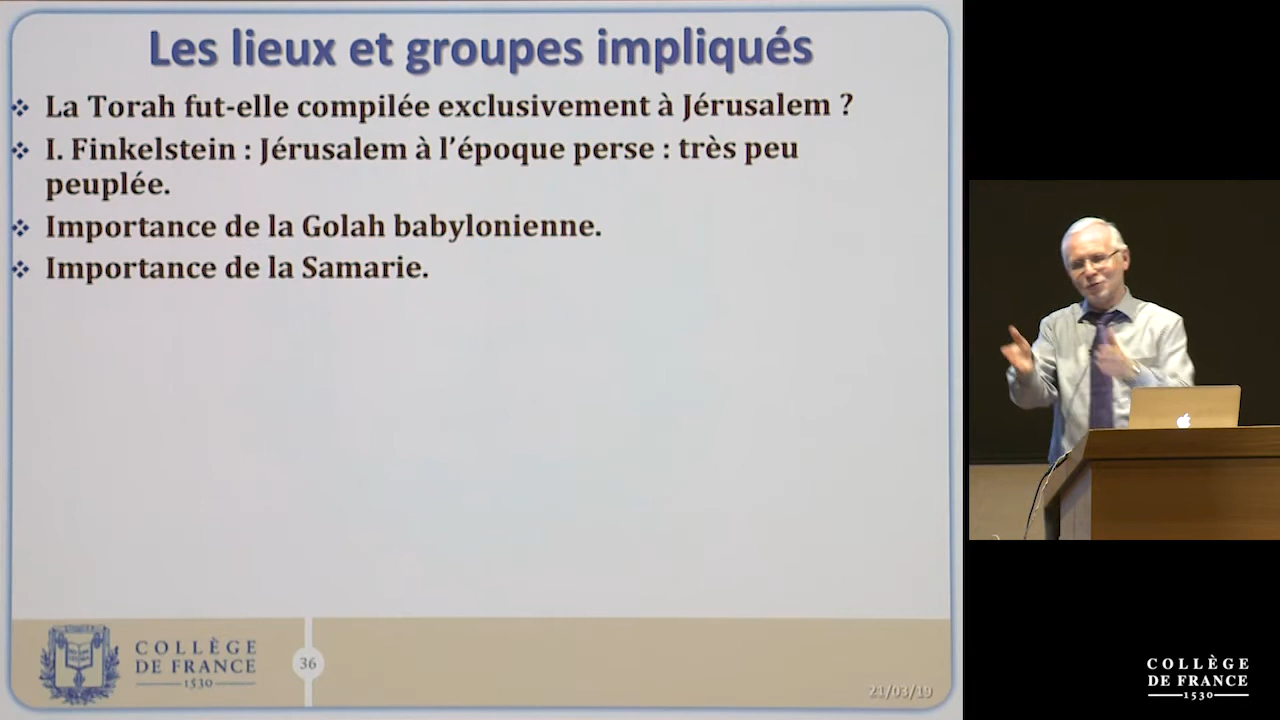 Les lieux et groupes impliqués
La Torah fut-elle compilée exclusivement à Jérusalem ?
I. Finkelstein : Jérusalem à l’époque perse : très peu
peuplée.
Importance de la Golah babylonienne.
Importance de la Samarie.
COLLÈGE
DE FRANCE
1530
36
21/03/19
COLLÈGE
DE FRANCE
1530